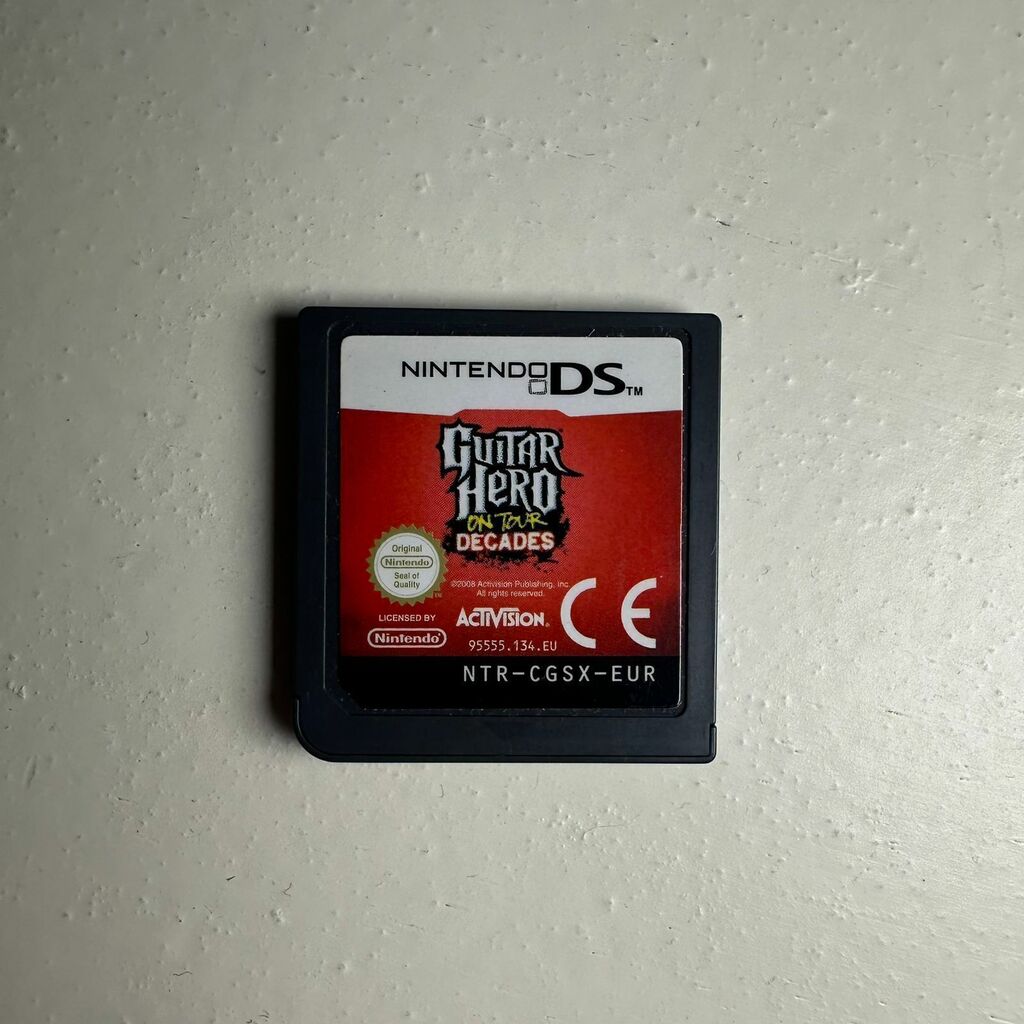 NINTENDO DS™
GUITAR
HERO
ON TOUR
DECADES
Original
Nintendo
Seal of
Quality
TM
©2008 Activision Publishing, Inc.
All rights reserved.
LICENSED BY
Nintendo®
ACTIVISION®
CE
95555.134.EU
NTR-CGSX-EUR